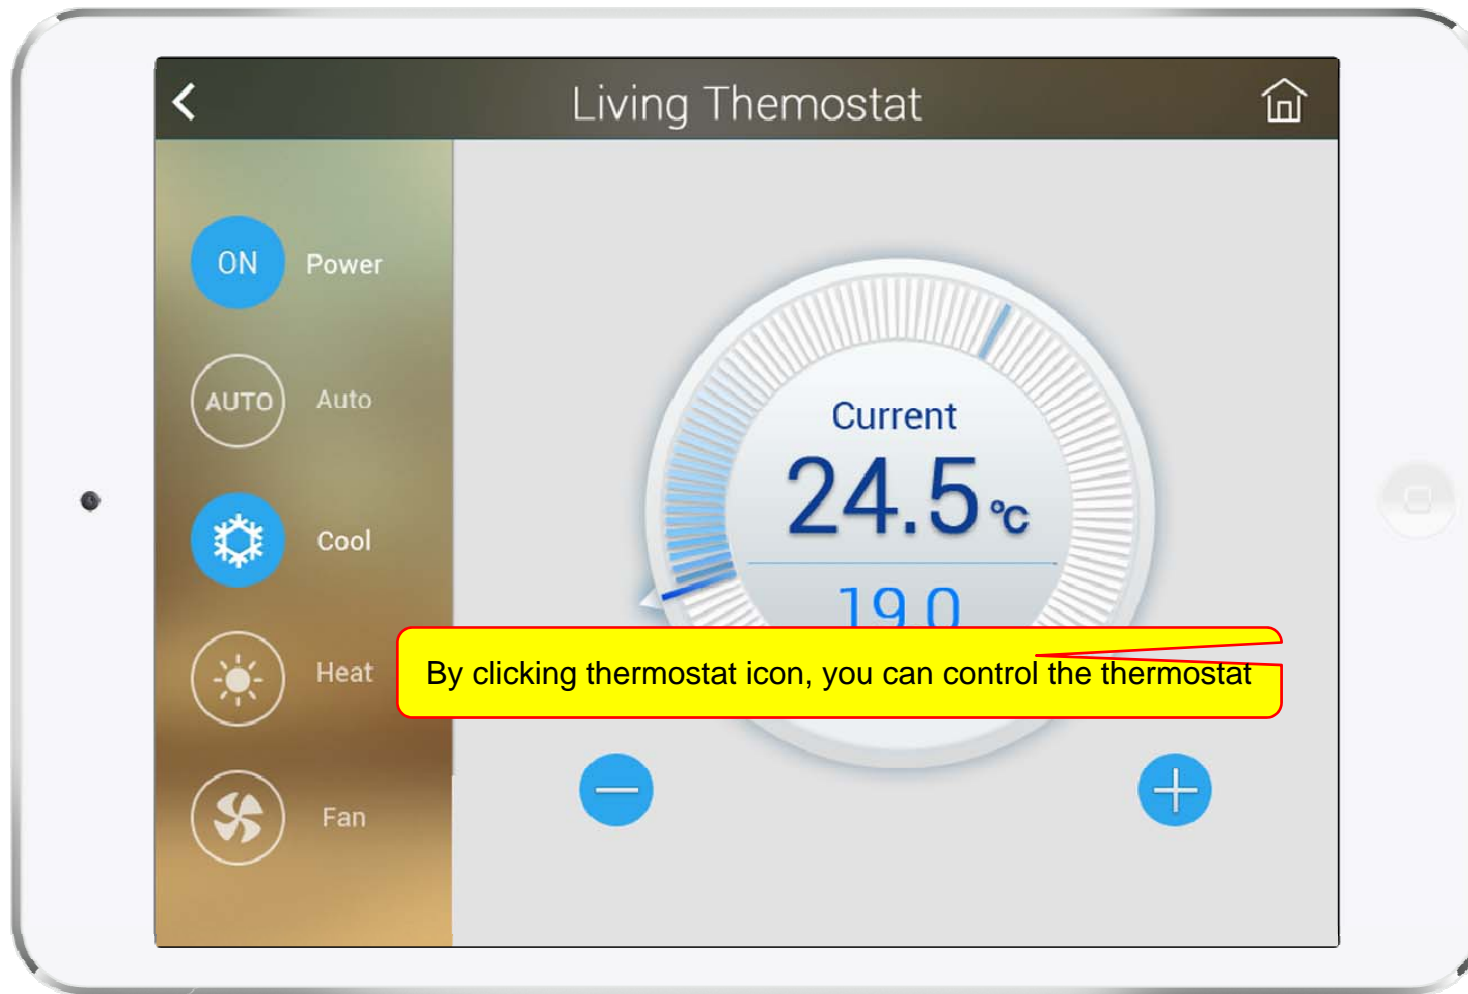 Living Themostat
ON Power
AUTO Auto
Cool
Heat
Fan
Current
24.5 °C
19.0
By clicking thermostat icon, you can control the thermostat